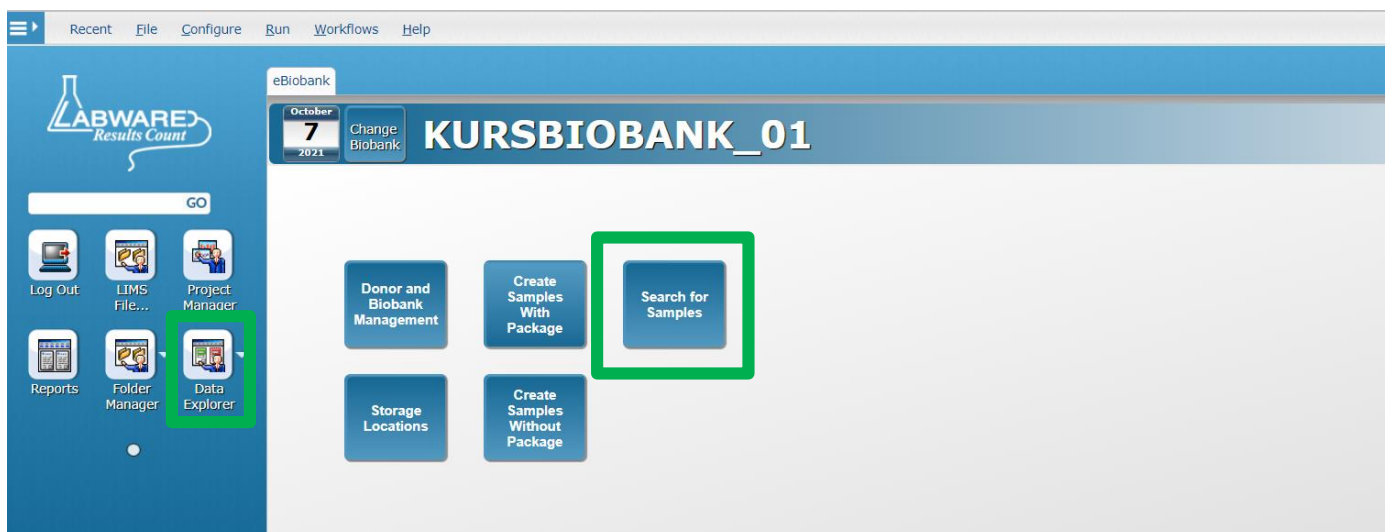 Recent File Configure Run Workflows Help
LABWARE
Results Count
GO
Log Out
LIMS
File...
Project
Manager
Reports
Folder
Manager
Data
Explorer
eBiobank
October
7
2021
Change
Biobank
KURSBIOBANK_01
Donor and
Biobank
Management
Create
Samples
With
Package
Search for
Samples
Storage
Locations
Create
Samples
Without
Package